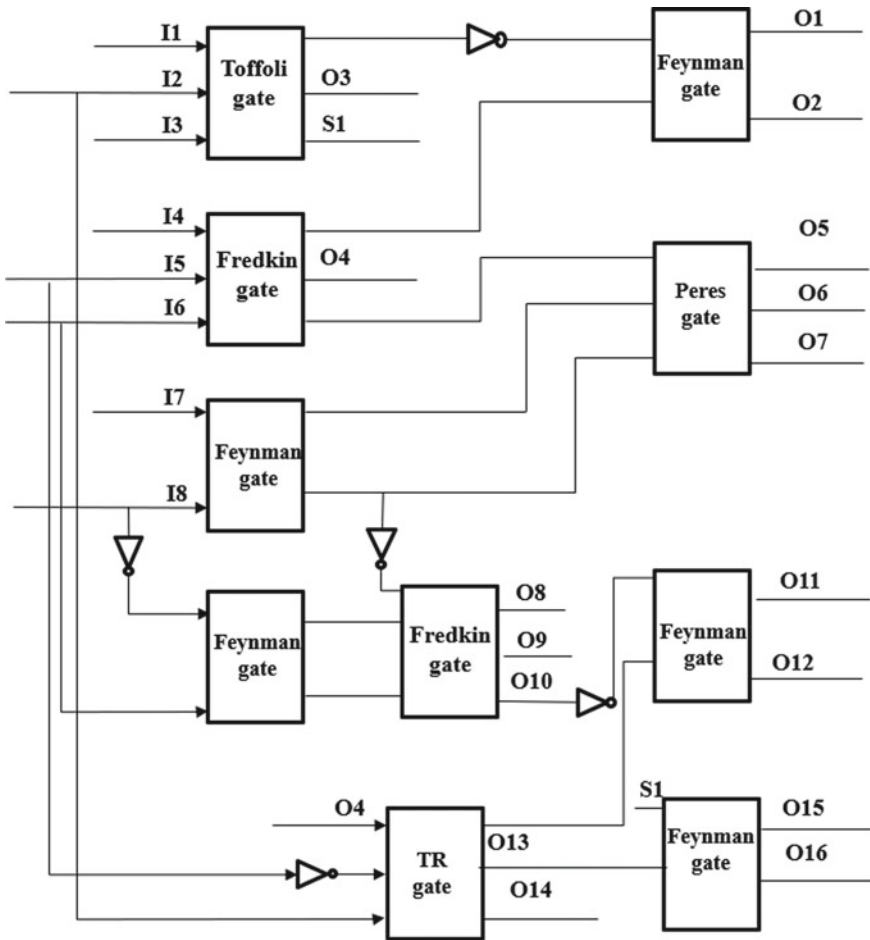 I1
I2
I3
Toffoli
gate
O3
S1
Feynman
gate
O1
O2
I4
I5
I6
Fredkin
gate
O4
Peres
gate
O5
O6
O7
I7
I8
Feynman
gate
Feynman
gate
Fredkin
gate
O8
O9
O10
Feynman
gate
O11
O12
O4
TR
gate
O13
O14
S1
Feynman
gate
O15
O16